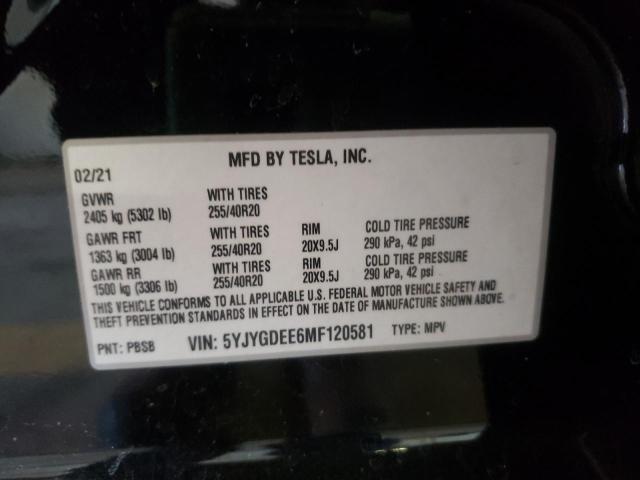 MFD BY TESLA, INC.
02/21
GVWR WITH TIRES
2405 kg (5302 lb) 255/40R20
GAWR FRT WITH TIRES RIM COLD TIRE PRESSURE
1363 kg (3004 lb) 255/40R20 20X9.5J 290 kPa, 42 psi
GAWR RR WITH TIRES RIM COLD TIRE PRESSURE
1500 kg (3306 lb) 255/40R20 20X9.5J 290 kPa, 42 psi
THIS VEHICLE CONFORMS TO ALL APPLICABLE U.S. FEDERAL MOTOR VEHICLE SAFETY AND
THEFT PREVENTION STANDARDS IN EFFECT ON THE DATE OF MANUFACTURE SHOWN ABOVE.
PNT: PBSB VIN: 5YJYGDEE6MF120581 TYPE: MPV